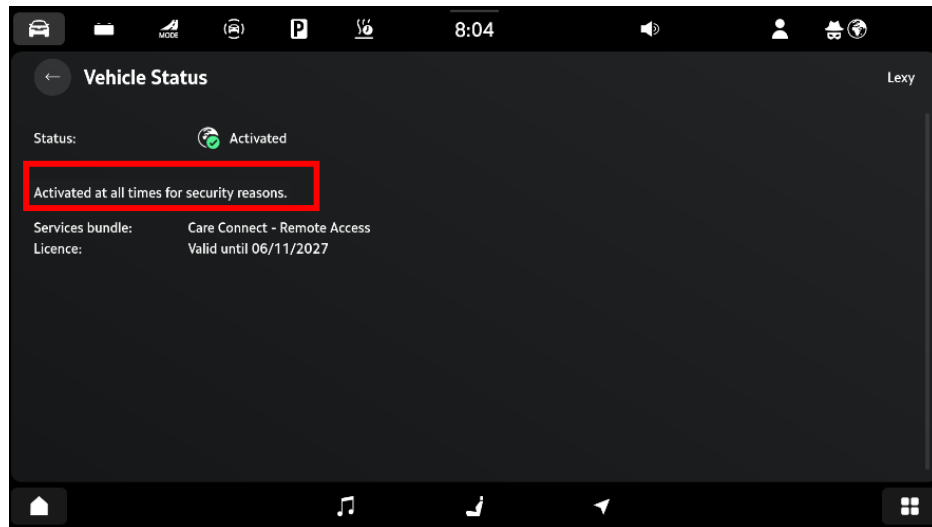 MODE
P
8:04
← Vehicle Status
Lexy
Status: Activated
Activated at all times for security reasons.
Services bundle: Care Connect - Remote Access
Licence: Valid until 06/11/2027